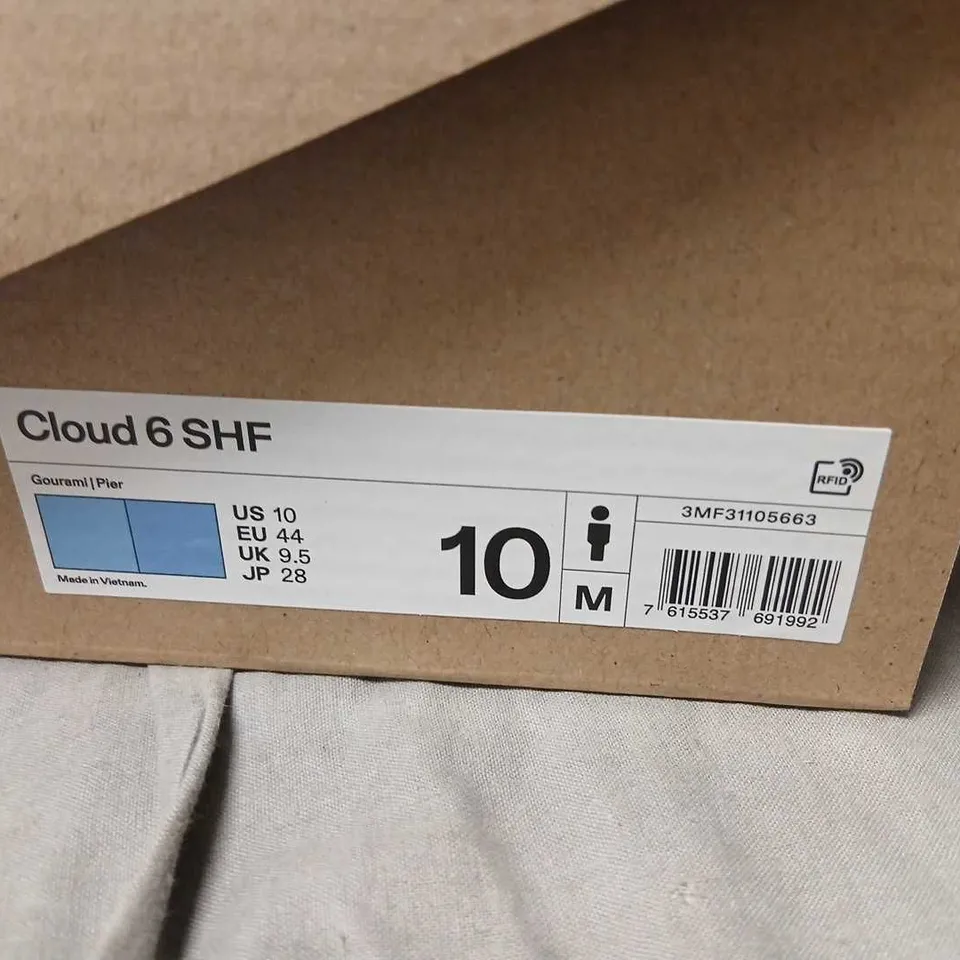 Cloud 6 SHF
RFID
Gourami | Pier
US 10
EU 44
UK 9.5
JP 28
Made in Vietnam.
10
M
3MF31105663
7 615537 691992